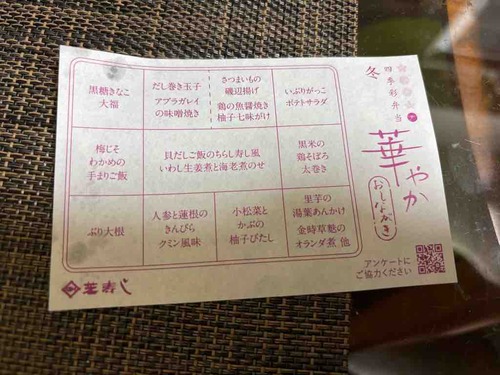 冬
四季彩弁当
華やか
おしながき
黒糖きなこ
大福
だし巻き玉子
アブラガレイ
の味噌焼き
さつまいもの
磯辺揚げ
鶏の魚醤焼き
柚子七味がけ
いぶりがっこ
ポテトサラダ
梅じそ
わかめの
手まりご飯
貝だしご飯のちらし寿し風
いわし生姜煮と海老煮のせ
黒米の
鶏そぼろ
太巻き
ぶり大根
人参と蓮根の
きんぴら
クミン風味
小松菜と
かぶの
柚子びたし
里芋の
湯葉あんかけ
金時草麩の
オランダ煮 他
アンケートに
ご協力ください
芝寿し